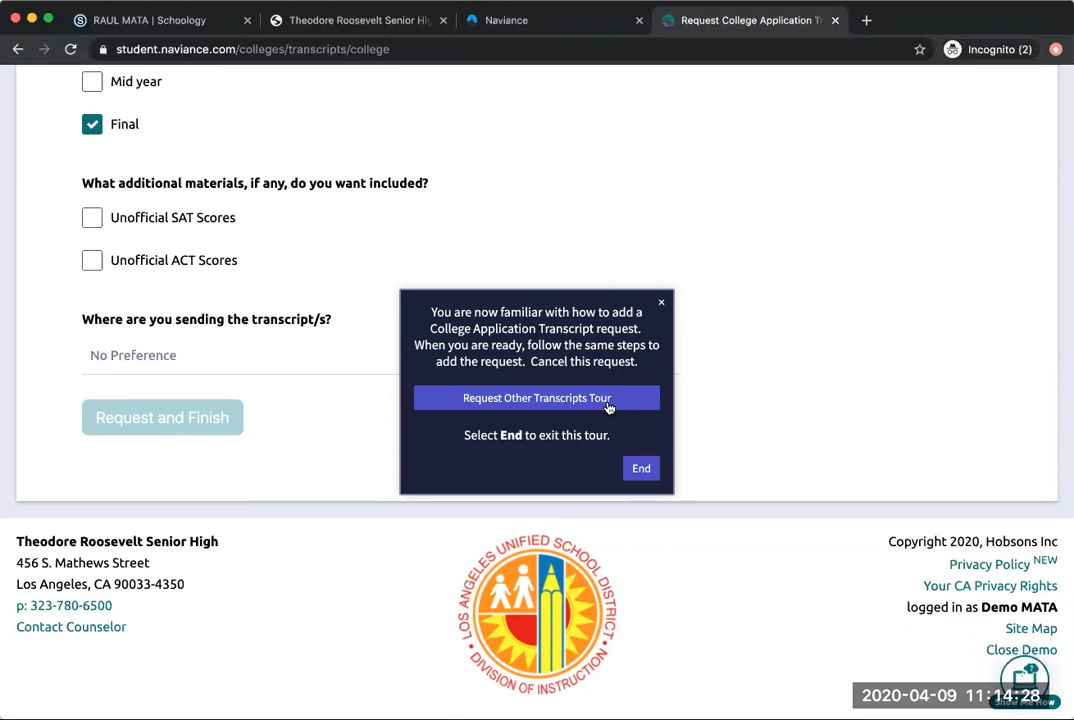 RAUL MATA | Schoology
Theodore Roosevelt Senior Hig
Naviance
Request College Application Tr
student.naviance.com/colleges/transcripts/college
Incognito (2)
Mid year
Final
What additional materials, if any, do you want included?
Unofficial SAT Scores
Unofficial ACT Scores
Where are you sending the transcript/s?
No Preference
Request and Finish
You are now familiar with how to add a
College Application Transcript request.
When you are ready, follow the same steps to
add the request. Cancel this request.
Request Other Transcripts Tour
Select End to exit this tour.
End
Theodore Roosevelt Senior High
456 S. Mathews Street
Los Angeles, CA 90033-4350
p: 323-780-6500
Contact Counselor
LOS ANGELES UNIFIED SCHOOL DISTRICT
• DIVISION OF INSTRUCTION •
Copyright 2020, Hobsons Inc
Privacy Policy NEW
Your CA Privacy Rights
logged in as Demo MATA
Site Map
Close Demo
2020-04-09 11:14:28
Show Me How